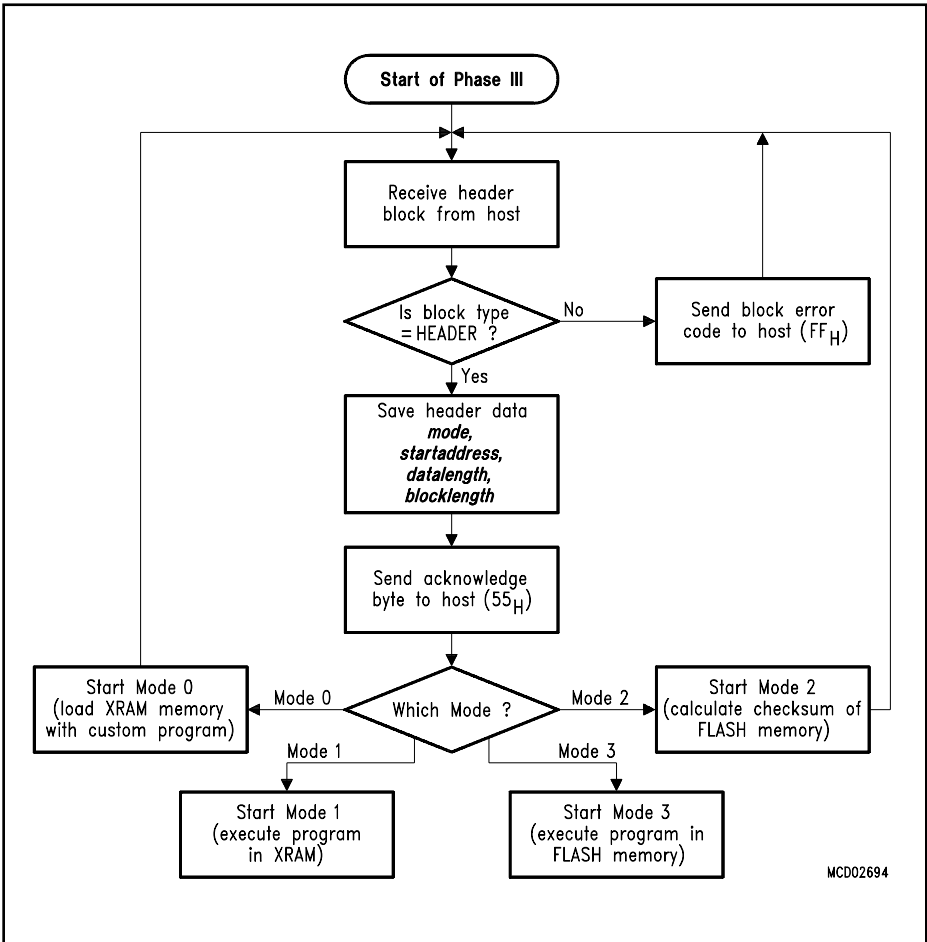 Start of Phase III
Receive header
block from host
Is block type
=HEADER ?
No
Send block error
code to host (FFH)
Yes
Save header data
mode,
startaddress,
datalength,
blocklength
Send acknowledge
byte to host (55H)
Start Mode 0
(load XRAM memory
with custom program)
Mode 0
Which Mode ?
Mode 2
Start Mode 2
(calculate checksum of
FLASH memory)
Mode 1
Mode 3
Start Mode 1
(execute program
in XRAM)
Start Mode 3
(execute program in
FLASH memory)
MCD02694